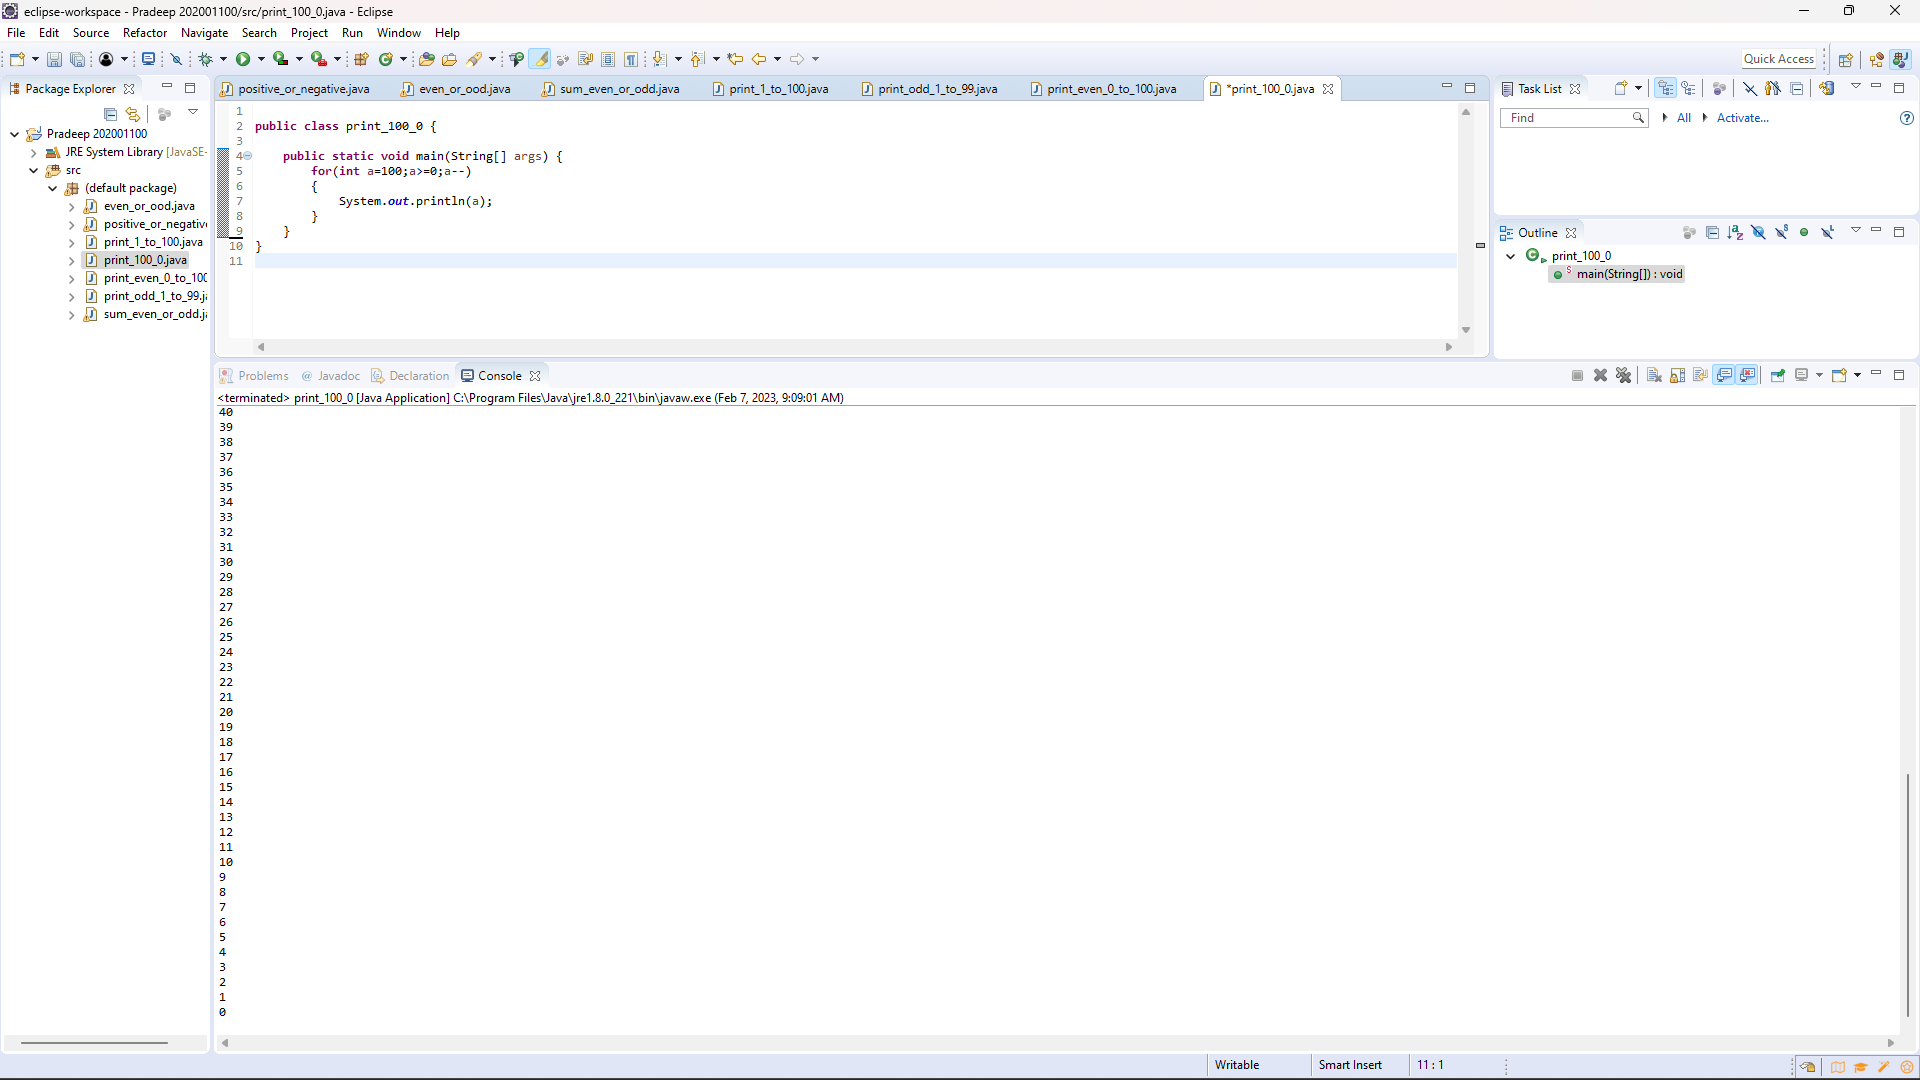 eclipse-workspace - Pradeep 202001100/src/print_100_0.java - Eclipse
File Edit Source Refactor Navigate Search Project Run Window Help
Quick Access
Package Explorer
Pradeep 202001100
JRE System Library [JavaSE-
src
(default package)
even_or_ood.java
positive_or_negativ
print_1_to_100.java
print_100_0.java
print_even_0_to_100
print_odd_1_to_99.ja
sum_even_or_odd.ja
positive_or_negative.java even_or_ood.java sum_even_or_odd.java print_1_to_100.java print_odd_1_to_99.java print_even_0_to_100.java *print_100_0.java
1
2 public class print_100_0 {
3
4 public static void main(String[] args) {
5 for(int a=100;a>=0;a--)
6 {
7 System.out.println(a);
8 }
9 }
10 }
11
Task List
Find All Activate...
Outline
print_100_0
main(String[]) : void
Problems @ Javadoc Declaration Console
<terminated> print_100_0 [Java Application] C:\Program Files\Java\jre1.8.0_221\bin\javaw.exe (Feb 7, 2023, 9:09:01 AM)
40
39
38
37
36
35
34
33
32
31
30
29
28
27
26
25
24
23
22
21
20
19
18
17
16
15
14
13
12
11
10
9
8
7
6
5
4
3
2
1
0
Writable Smart Insert 11 : 1